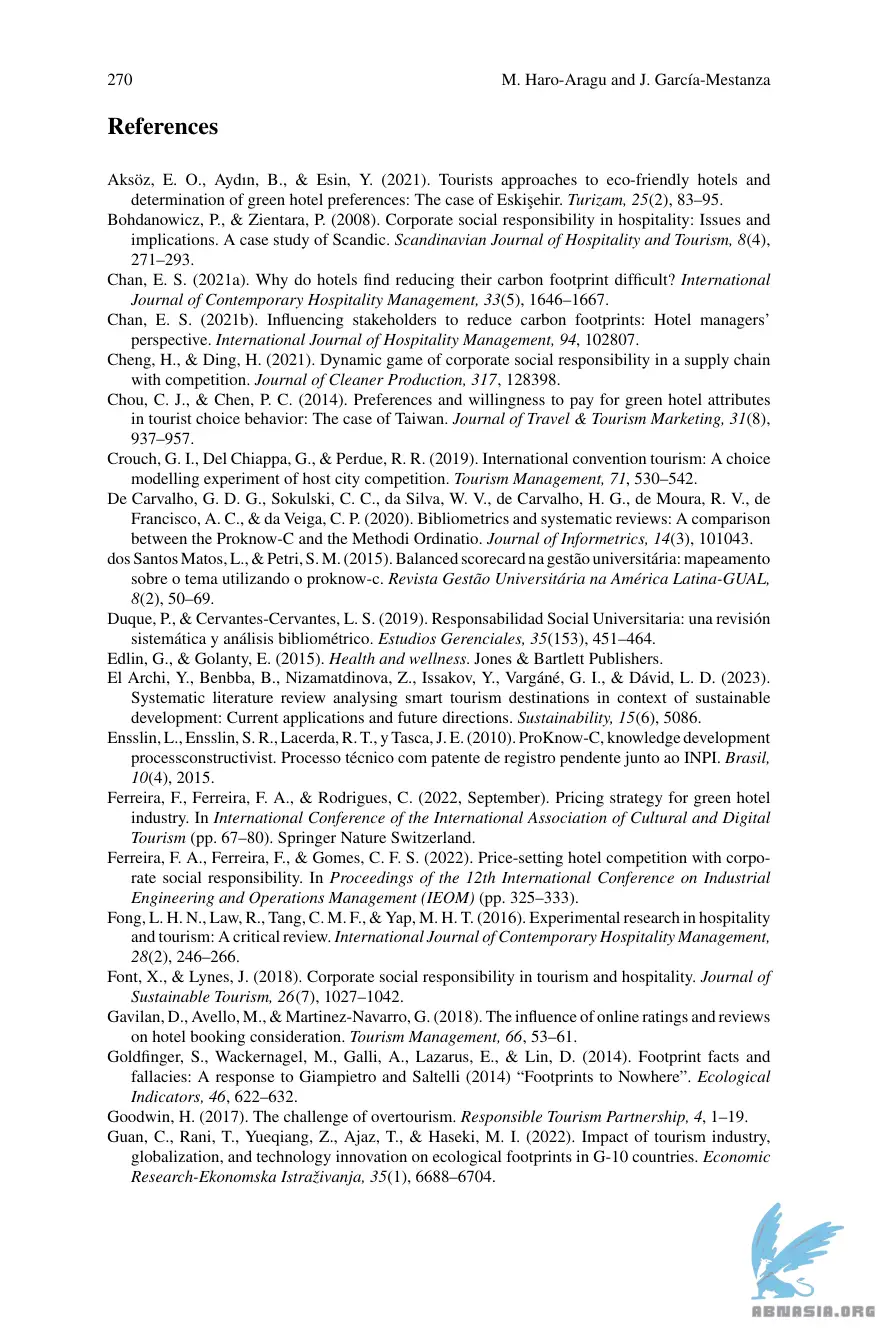 270 M. Haro-Aragu and J. García-Mestanza
References
Aksöz, E. O., Aydın, B., & Esin, Y. (2021). Tourists approaches to eco-friendly hotels and
determination of green hotel preferences: The case of Eskişehir. Turizam, 25(2), 83–95.
Bohdanowicz, P., & Zientara, P. (2008). Corporate social responsibility in hospitality: Issues and
implications. A case study of Scandic. Scandinavian Journal of Hospitality and Tourism, 8(4),
271–293.
Chan, E. S. (2021a). Why do hotels find reducing their carbon footprint difficult? International
Journal of Contemporary Hospitality Management, 33(5), 1646–1667.
Chan, E. S. (2021b). Influencing stakeholders to reduce carbon footprints: Hotel managers’
perspective. International Journal of Hospitality Management, 94, 102807.
Cheng, H., & Ding, H. (2021). Dynamic game of corporate social responsibility in a supply chain
with competition. Journal of Cleaner Production, 317, 128398.
Chou, C. J., & Chen, P. C. (2014). Preferences and willingness to pay for green hotel attributes
in tourist choice behavior: The case of Taiwan. Journal of Travel & Tourism Marketing, 31(8),
937–957.
Crouch, G. I., Del Chiappa, G., & Perdue, R. R. (2019). International convention tourism: A choice
modelling experiment of host city competition. Tourism Management, 71, 530–542.
De Carvalho, G. D. G., Sokulski, C. C., da Silva, W. V., de Carvalho, H. G., de Moura, R. V., de
Francisco, A. C., & da Veiga, C. P. (2020). Bibliometrics and systematic reviews: A comparison
between the Proknow-C and the Methodi Ordinatio. Journal of Informetrics, 14(3), 101043.
dos Santos Matos, L., & Petri, S. M. (2015). Balanced scorecard na gestão universitária: mapeamento
sobre o tema utilizando o proknow-c. Revista Gestão Universitária na América Latina-GUAL,
8(2), 50–69.
Duque, P., & Cervantes-Cervantes, L. S. (2019). Responsabilidad Social Universitaria: una revisión
sistemática y análisis bibliométrico. Estudios Gerenciales, 35(153), 451–464.
Edlin, G., & Golanty, E. (2015). Health and wellness. Jones & Bartlett Publishers.
El Archi, Y., Benbba, B., Nizamatdinova, Z., Issakov, Y., Vargáné, G. I., & Dávid, L. D. (2023).
Systematic literature review analysing smart tourism destinations in context of sustainable
development: Current applications and future directions. Sustainability, 15(6), 5086.
Ensslin, L., Ensslin, S. R., Lacerda, R. T., y Tasca, J. E. (2010). ProKnow-C, knowledge development
processconstructivist. Processo técnico com patente de registro pendente junto ao INPI. Brasil,
10(4), 2015.
Ferreira, F., Ferreira, F. A., & Rodrigues, C. (2022, September). Pricing strategy for green hotel
industry. In International Conference of the International Association of Cultural and Digital
Tourism (pp. 67–80). Springer Nature Switzerland.
Ferreira, F. A., Ferreira, F., & Gomes, C. F. S. (2022). Price-setting hotel competition with corpo-
rate social responsibility. In Proceedings of the 12th International Conference on Industrial
Engineering and Operations Management (IEOM) (pp. 325–333).
Fong, L. H. N., Law, R., Tang, C. M. F., & Yap, M. H. T. (2016). Experimental research in hospitality
and tourism: A critical review. International Journal of Contemporary Hospitality Management,
28(2), 246–266.
Font, X., & Lynes, J. (2018). Corporate social responsibility in tourism and hospitality. Journal of
Sustainable Tourism, 26(7), 1027–1042.
Gavilan, D., Avello, M., & Martinez-Navarro, G. (2018). The influence of online ratings and reviews
on hotel booking consideration. Tourism Management, 66, 53–61.
Goldfinger, S., Wackernagel, M., Galli, A., Lazarus, E., & Lin, D. (2014). Footprint facts and
fallacies: A response to Giampietro and Saltelli (2014) “Footprints to Nowhere”. Ecological
Indicators, 46, 622–632.
Goodwin, H. (2017). The challenge of overtourism. Responsible Tourism Partnership, 4, 1–19.
Guan, C., Rani, T., Yueqiang, Z., Ajaz, T., & Haseki, M. I. (2022). Impact of tourism industry,
globalization, and technology innovation on ecological footprints in G-10 countries. Economic
Research-Ekonomska Istraživanja, 35(1), 6688–6704.
ABNASIA.ORG